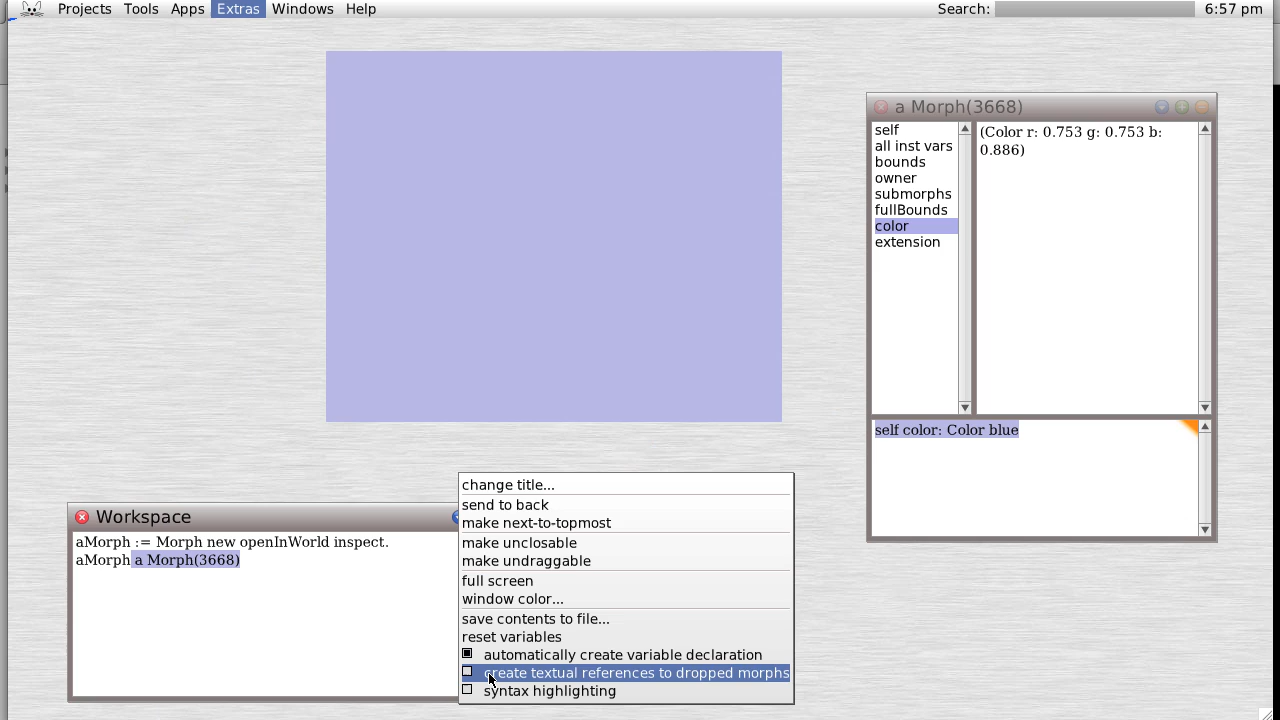 Projects Tools Apps Extras Windows Help Search: 6:57 pm
a Morph(3668)
self
all inst vars
bounds
owner
submorphs
fullBounds
color
extension
(Color r: 0.753 g: 0.753 b:
0.886)
self color: Color blue
Workspace
aMorph := Morph new openInWorld inspect.
aMorph a Morph(3668)
change title...
send to back
make next-to-topmost
make unclosable
make undraggable
full screen
window color...
save contents to file...
reset variables
automatically create variable declaration
create textual references to dropped morphs
syntax highlighting